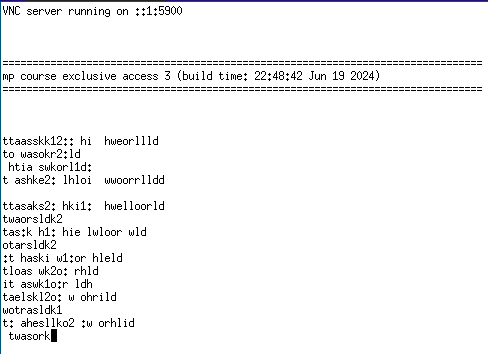 VNC server running on ::1:5900
================================================================================
mp course exclusive access 3 (build time: 22:48:42 Jun 19 2024)
================================================================================
ttaasskk12:: hi  hweorllld
to wasokr2:ld
 htia swkorl1d:
t ashke2: lhloi  wwoorrlldd
ttasaks2: hki1:  hwelloorld
twaorsldk2
tas:k h1: hie lwloor wld
otarsldk2
:t haski w1:or hleld
tloas wk2o: rhld
it aswk1o:r ldh
taelskl2o: w ohrild
wotrasldk1
t: ahesllko2 :w orhlid
 twasork